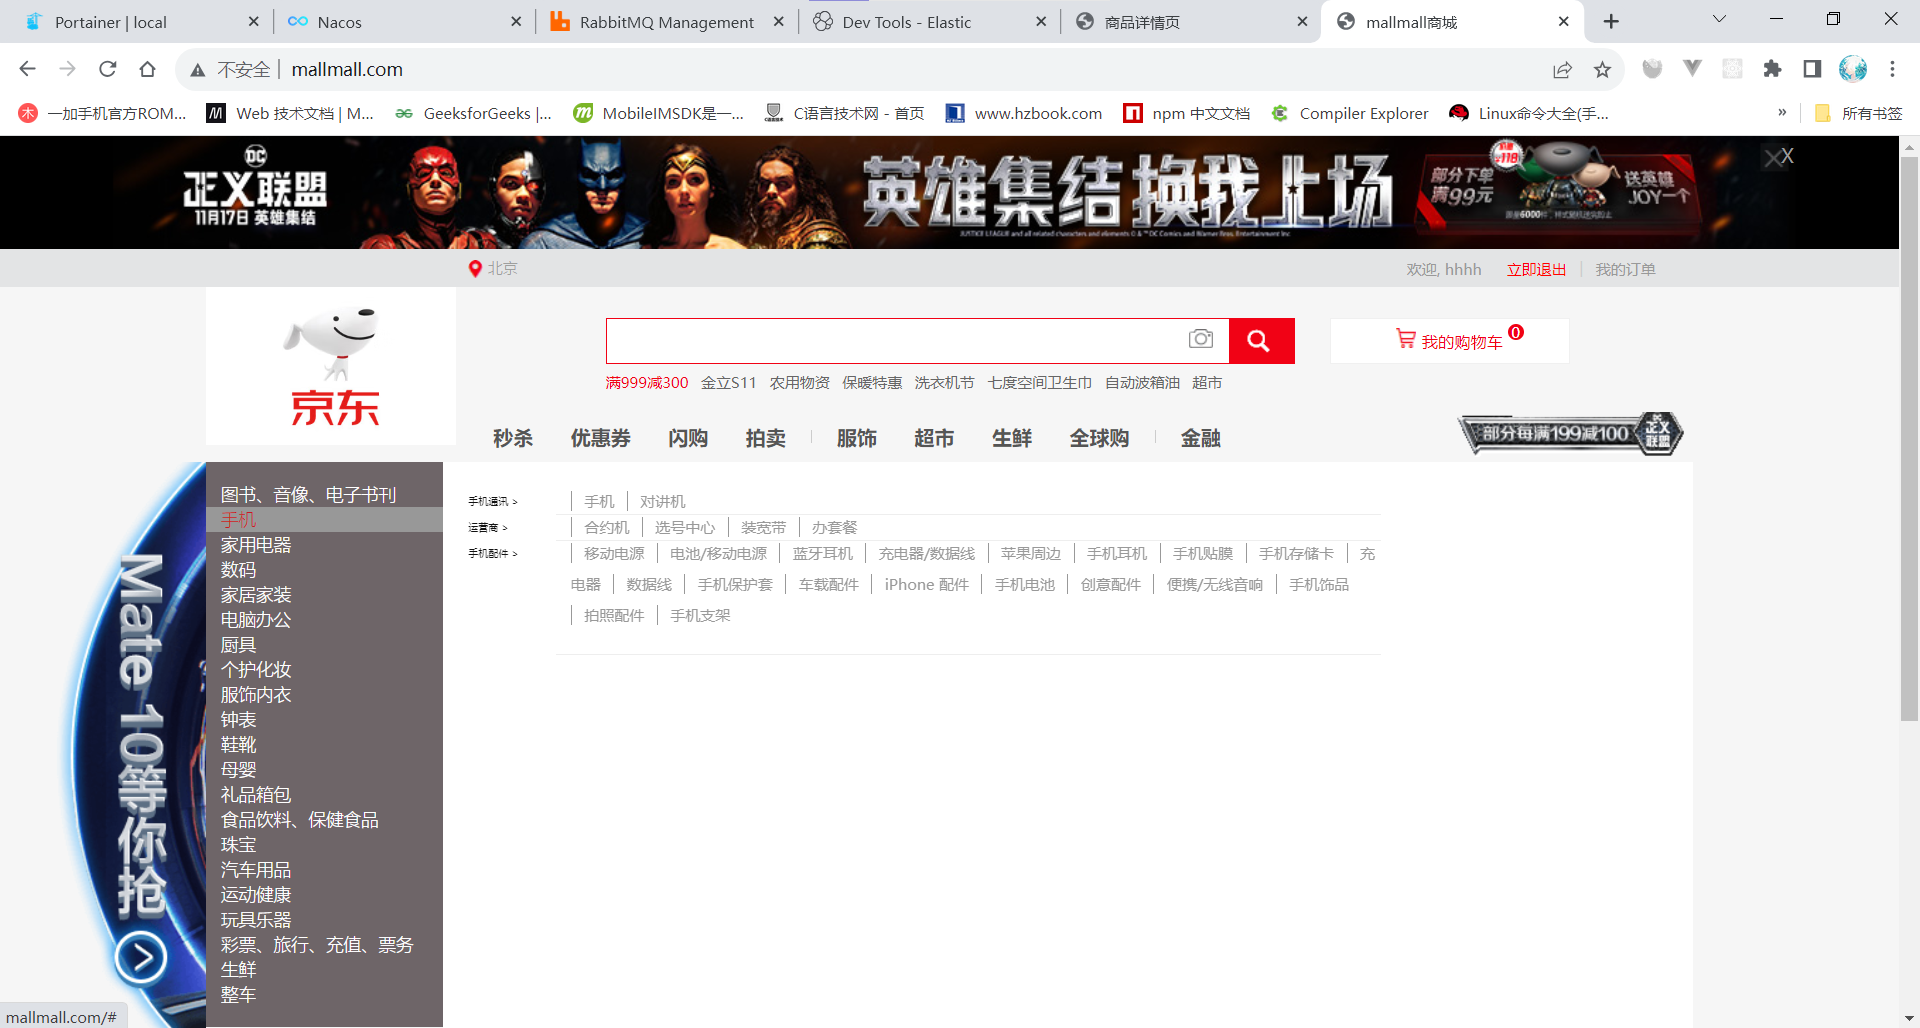 Portainer | local
Nacos
RabbitMQ Management
Dev Tools - Elastic
商品详情页
mallmall商城
不安全 | mallmall.com
一加手机官方ROM...
Web 技术文档 | M...
GeeksforGeeks |...
MobileIMSDK是一...
C语言技术网 - 首页
www.hzbook.com
npm 中文文档
Compiler Explorer
Linux命令大全(手...
»
所有书签
DC
正义联盟
11月17日 英雄集结
英雄集结 换我上场
部分下单
满99元
送英雄
JOY一个
X
北京
欢迎, hhhh
立即退出
我的订单
京东
我的购物车 0
满999减300 金立S11 农用物资 保暖特惠 洗衣机节 七度空间卫生巾 自动波箱油 超市
秒杀 优惠券 闪购 拍卖 服饰 超市 生鲜 全球购 金融
部分每满199减100
正义
联盟
Mate 10等你抢
图书、音像、电子书刊
手机
家用电器
数码
家居家装
电脑办公
厨具
个护化妆
服饰内衣
钟表
鞋靴
母婴
礼品箱包
食品饮料、保健食品
珠宝
汽车用品
运动健康
玩具乐器
彩票、旅行、充值、票务
生鲜
整车
手机通讯 > 手机 对讲机
运营商 > 合约机 选号中心 装宽带 办套餐
手机配件 > 移动电源 电池/移动电源 蓝牙耳机 充电器/数据线 苹果周边 手机耳机 手机贴膜 手机存储卡 充
电器 数据线 手机保护套 车载配件 iPhone 配件 手机电池 创意配件 便携/无线音响 手机饰品
拍照配件 手机支架
mallmall.com/#